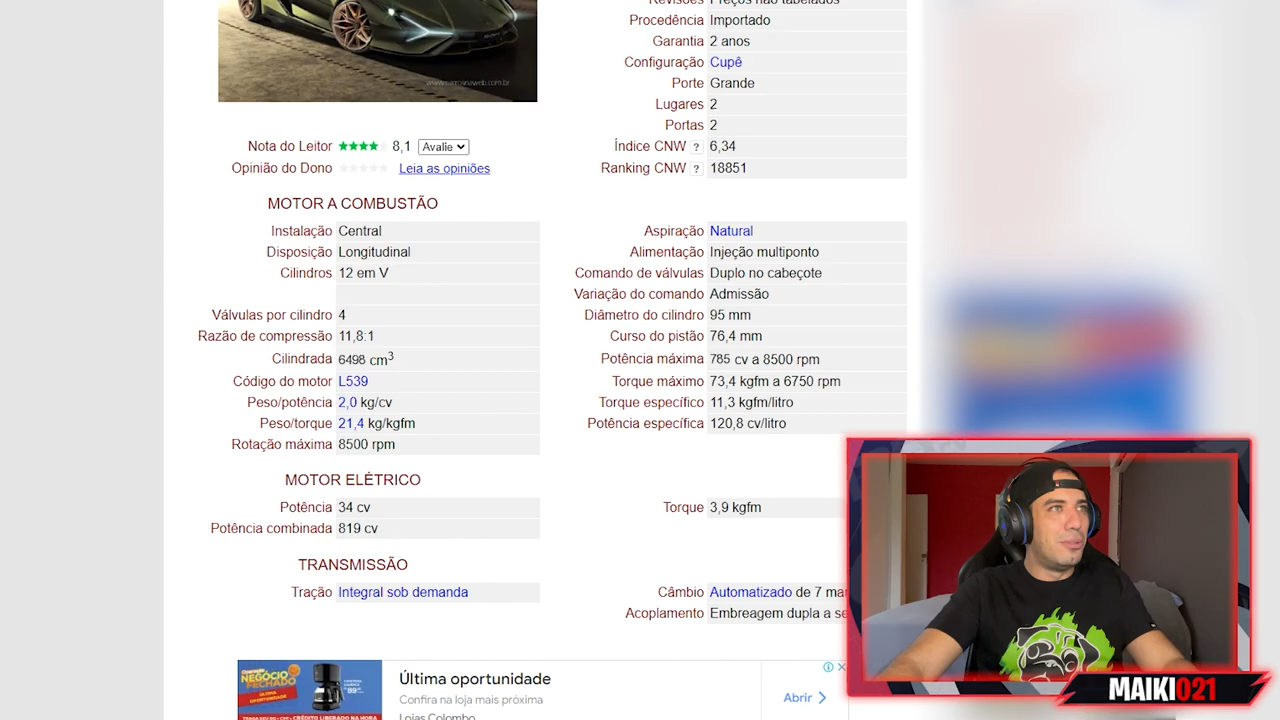 Revisões Preços não tabelados
Procedência Importado
Garantia 2 anos
Configuração Cupê
Porte Grande
Lugares 2
Portas 2
Nota do Leitor 8,1 Avalie
Índice CNW ? 6,34
Opinião do Dono Leia as opiniões
Ranking CNW ? 18851
MOTOR A COMBUSTÃO
Instalação Central
Aspiração Natural
Disposição Longitudinal
Alimentação Injeção multiponto
Cilindros 12 em V
Comando de válvulas Duplo no cabeçote
Variação do comando Admissão
Válvulas por cilindro 4
Diâmetro do cilindro 95 mm
Razão de compressão 11,8:1
Curso do pistão 76,4 mm
Cilindrada 6498 cm³
Potência máxima 785 cv a 8500 rpm
Código do motor L539
Torque máximo 73,4 kgfm a 6750 rpm
Peso/potência 2,0 kg/cv
Torque específico 11,3 kgfm/litro
Peso/torque 21,4 kg/kgfm
Potência específica 120,8 cv/litro
Rotação máxima 8500 rpm
MOTOR ELÉTRICO
Potência 34 cv
Torque 3,9 kgfm
Potência combinada 819 cv
TRANSMISSÃO
Tração Integral sob demanda
Câmbio Automatizado de 7 mar
Acoplamento Embreagem dupla a se
NEGÓCIO
FECHADO
Última oportunidade
Confira na loja mais próxima
Lojas Colombo
Abrir
MAIKI021